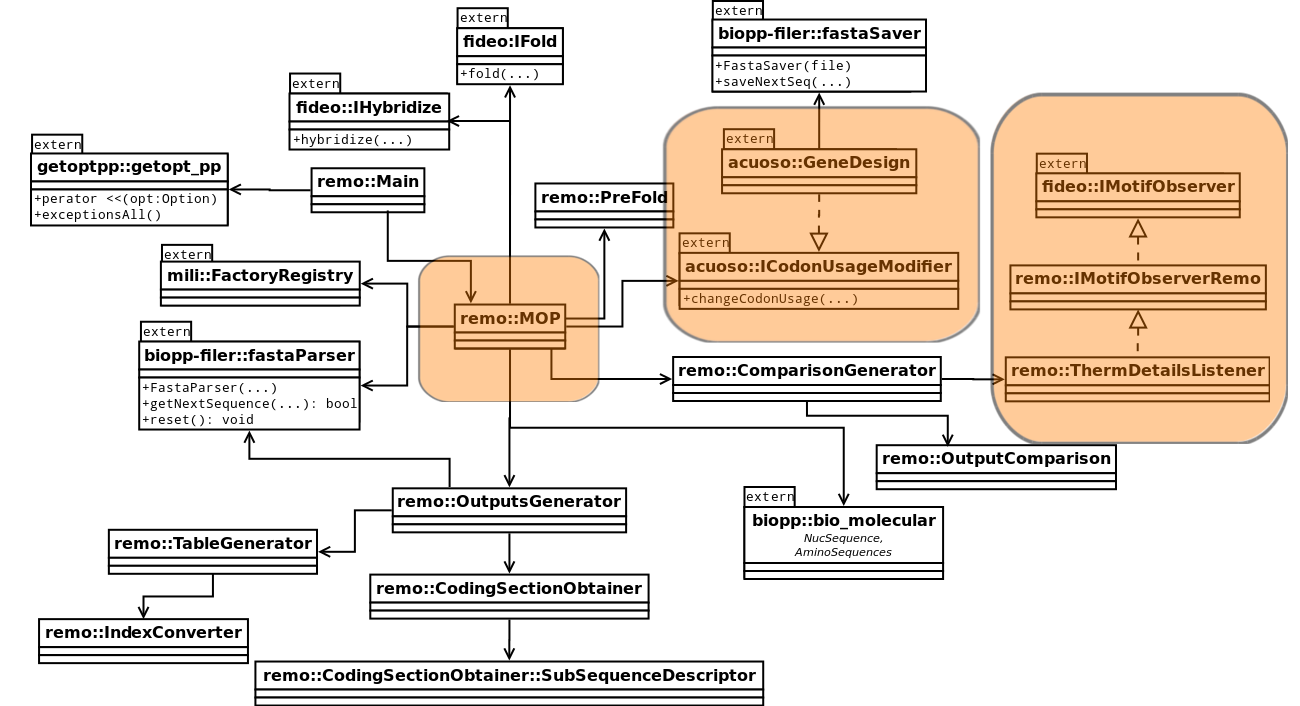 extern
biopp-filer::fastaSaver
+FastaSaver(file)
+saveNextSeq(...)
extern
fideo:IFold
+fold(...)
extern
fideo::IHybridize
+hybridize(...)
extern
getoptpp::getopt_pp
+perator <<(opt:Option)
+exceptionsAll()
remo::Main
remo::PreFold
extern
acuoso::GeneDesign
extern
acuoso::ICodonUsageModifier
+changeCodonUsage(...)
extern
fideo::IMotifObserver
remo::IMotifObserverRemo
remo::ThermDetailsListener
extern
mili::FactoryRegistry
remo::MOP
extern
biopp-filer::fastaParser
+FastaParser(...)
+getNextSequence(...): bool
+reset(): void
remo::ComparisonGenerator
remo::OutputComparison
remo::OutputsGenerator
extern
biopp::bio_molecular
NucSequence,
AminoSequences
remo::TableGenerator
remo::CodingSectionObtainer
remo::IndexConverter
remo::CodingSectionObtainer::SubSequenceDescriptor